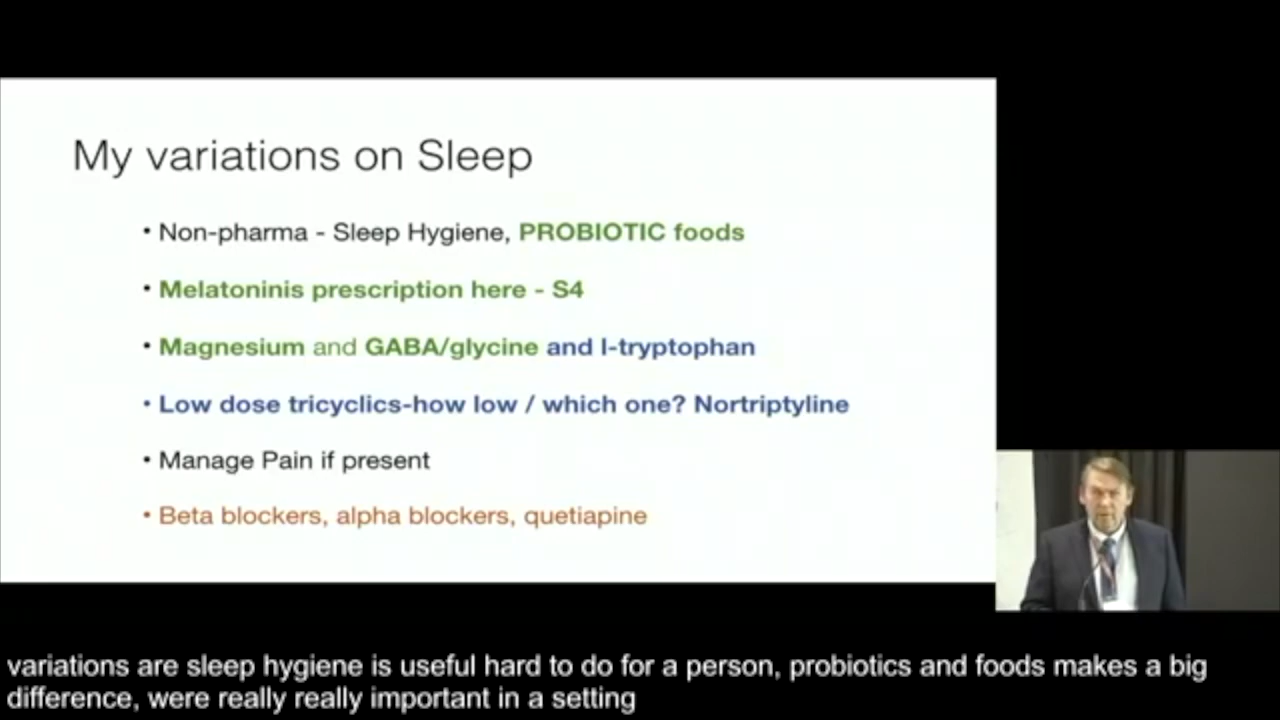 My variations on Sleep
• Non-pharma - Sleep Hygiene, PROBIOTIC foods
• Melatoninis prescription here - S4
• Magnesium and GABA/glycine and l-tryptophan
• Low dose tricyclics-how low / which one? Nortriptyline
• Manage Pain if present
• Beta blockers, alpha blockers, quetiapine
variations are sleep hygiene is useful hard to do for a person, probiotics and foods makes a big
difference, were really really important in a setting